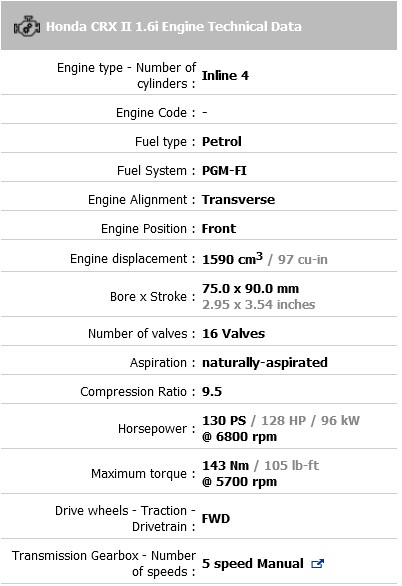 Honda CRX II 1.6i Engine Technical Data
Engine type - Number of
cylinders : Inline 4
Engine Code : -
Fuel type : Petrol
Fuel System : PGM-FI
Engine Alignment : Transverse
Engine Position : Front
Engine displacement : 1590 cm3 / 97 cu-in
Bore x Stroke : 75.0 x 90.0 mm
2.95 x 3.54 inches
Number of valves : 16 Valves
Aspiration : naturally-aspirated
Compression Ratio : 9.5
Horsepower : 130 PS / 128 HP / 96 kW
@ 6800 rpm
Maximum torque : 143 Nm / 105 lb-ft
@ 5700 rpm
Drive wheels - Traction -
Drivetrain : FWD
Transmission Gearbox - Number
of speeds : 5 speed Manual